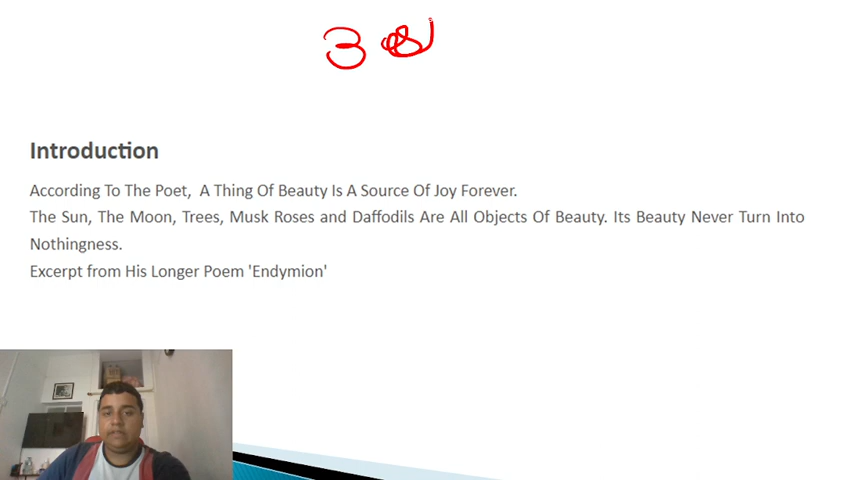 Introduction
According To The Poet, A Thing Of Beauty Is A Source Of Joy Forever.
The Sun, The Moon, Trees, Musk Roses and Daffodils Are All Objects Of Beauty. Its Beauty Never Turn Into
Nothingness.
Excerpt from His Longer Poem 'Endymion'